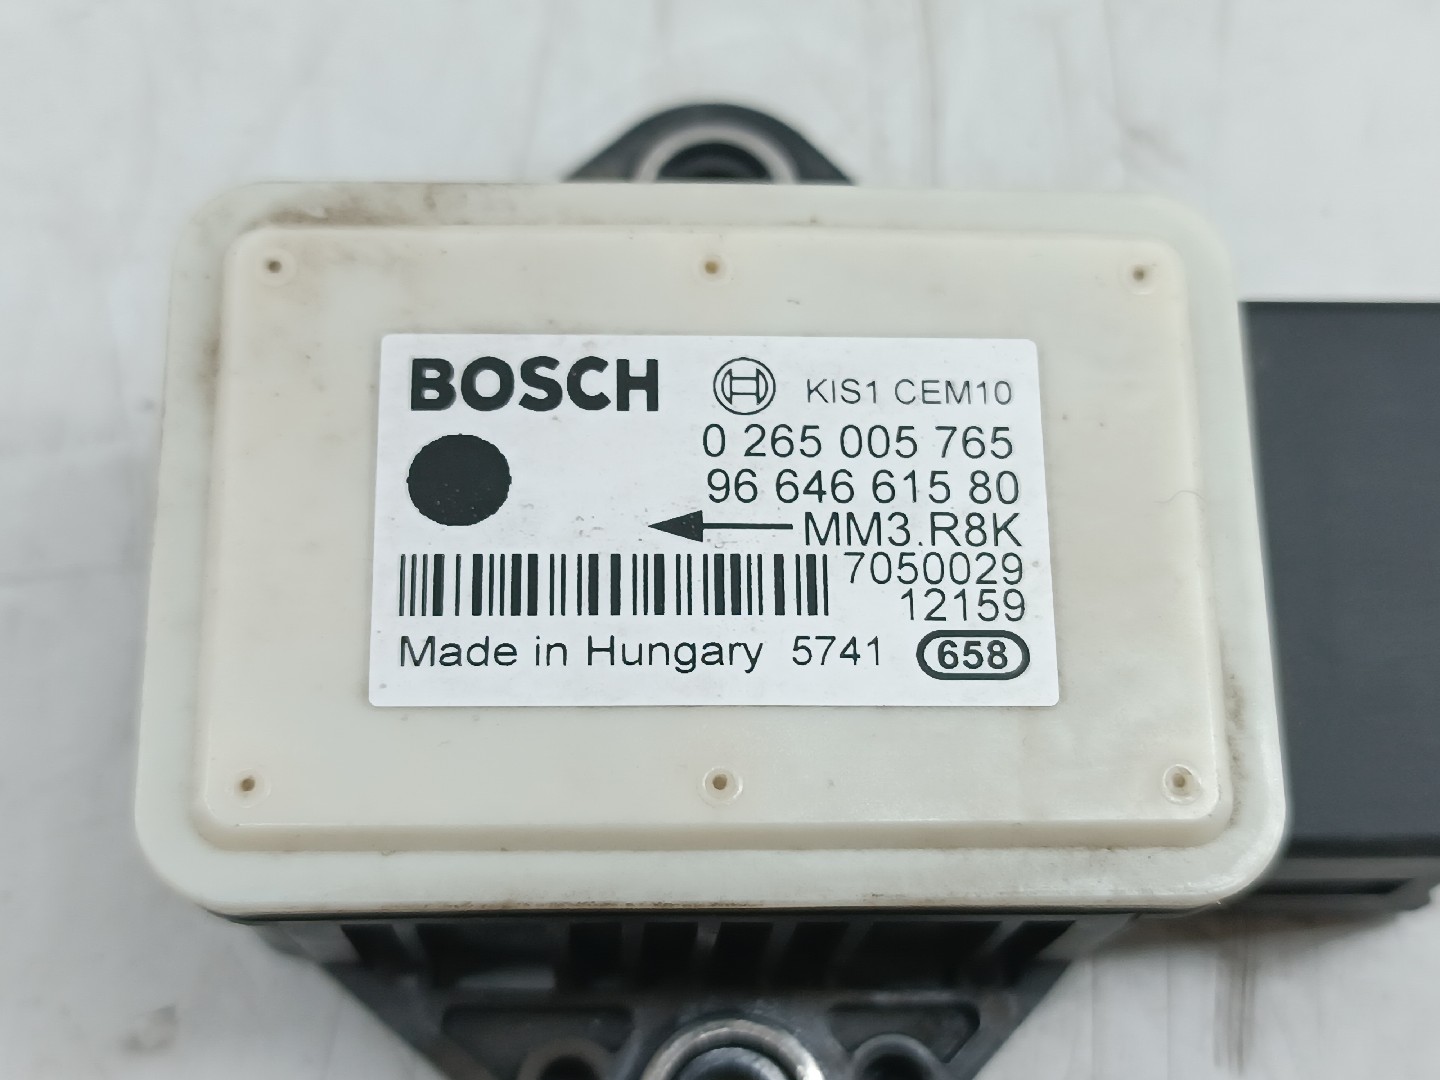 BOSCH KIS1 CEM10
0 265 005 765
96 646 615 80
MM3.R8K
7050029
12159
Made in Hungary 5741 658